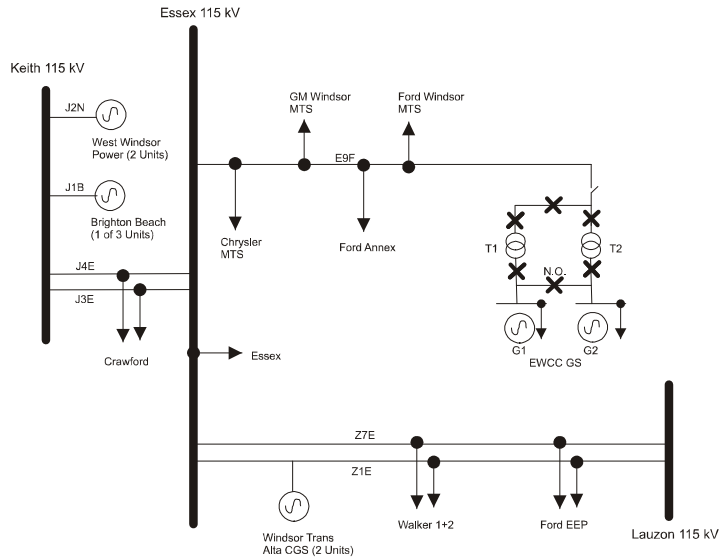 Essex 115 kV
Keith 115 kV
J2N
West Windsor
Power (2 Units)
J1B
Brighton Beach
(1 of 3 Units)
J4E
J3E
Crawford
GM Windsor
MTS
Ford Windsor
MTS
E9F
Chrysler
MTS
Ford Annex
T1
T2
N.O.
G1
G2
EWCC GS
Essex
Z7E
Z1E
Windsor Trans
Alta CGS (2 Units)
Walker 1+2
Ford EEP
Lauzon 115 kV